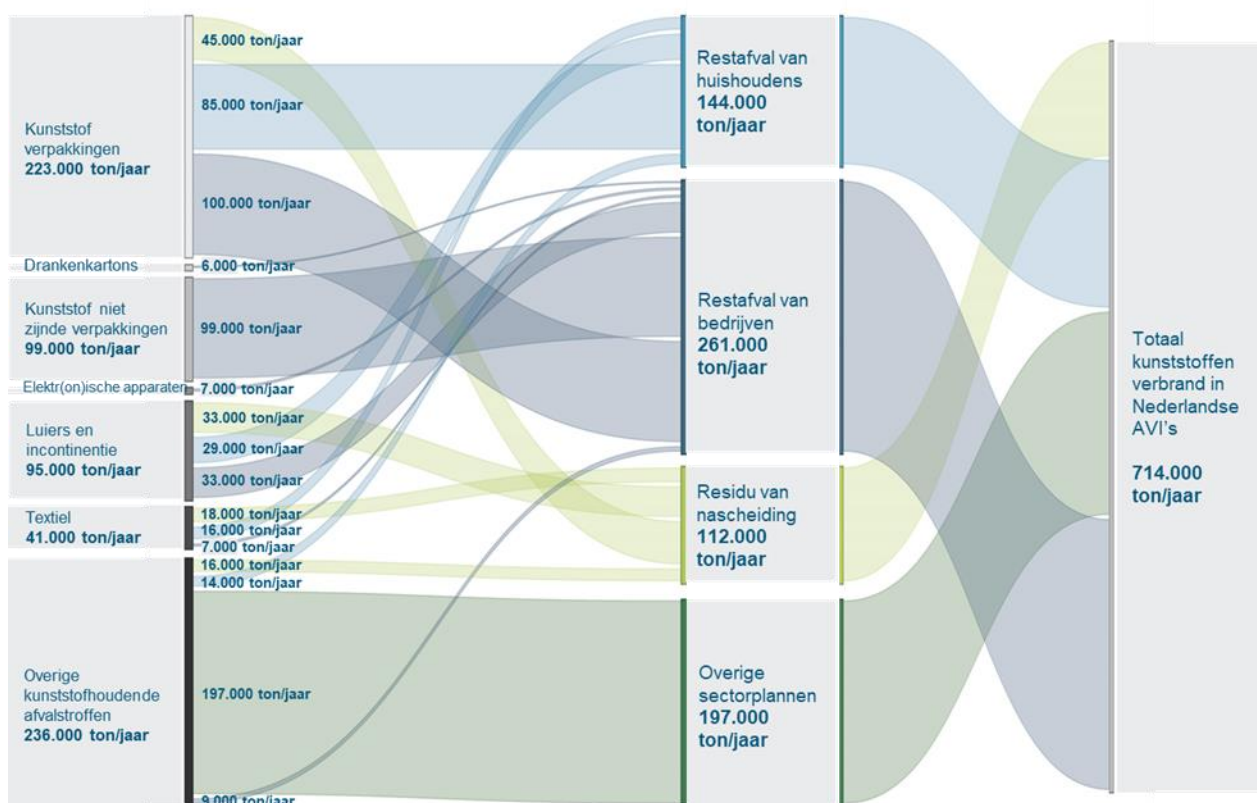 Kunststof
verpakkingen
223.000 ton/jaar
Drankenkartons
Kunststof niet
zijnde verpakkingen
99.000 ton/jaar
Elektr(on)ische apparaten
Luiers en
incontinentie
95.000 ton/jaar
Textiel
41.000 ton/jaar
Overige
kunststofhoudende
afvalstroffen
236.000 ton/jaar
45.000 ton/jaar
85.000 ton/jaar
100.000 ton/jaar
6.000 ton/jaar
99.000 ton/jaar
7.000 ton/jaar
33.000 ton/jaar
29.000 ton/jaar
33.000 ton/jaar
18.000 ton/jaar
16.000 ton/jaar
7.000 ton/jaar
16.000 ton/jaar
14.000 ton/jaar
197.000 ton/jaar
9.000 ton/jaar
Restafval van
huishoudens
144.000
ton/jaar
Restafval van
bedrijven
261.000
ton/jaar
Residu van
nascheiding
112.000
ton/jaar
Overige
sectorplannen
197.000
ton/jaar
Totaal
kunststoffen
verbrand in
Nederlandse
AVI's
714.000
ton/jaar